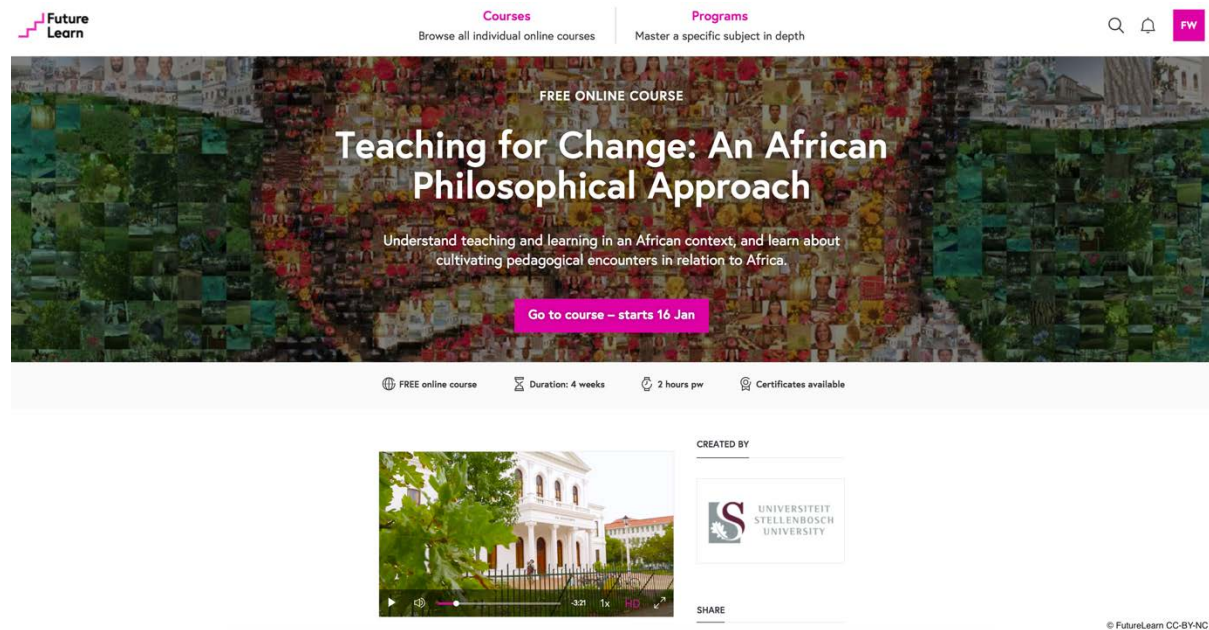 Future
Learn
Courses
Browse all individual online courses
Programs
Master a specific subject in depth
FW
FREE ONLINE COURSE
Teaching for Change: An African
Philosophical Approach
Understand teaching and learning in an African context, and learn about
cultivating pedagogical encounters in relation to Africa.
Go to course – starts 16 Jan
FREE online course
Duration: 4 weeks
2 hours pw
Certificates available
CREATED BY
UNIVERSITEIT
STELLENBOSCH
UNIVERSITY
-3:21 1x HD
SHARE
© FutureLearn CC-BY-NC